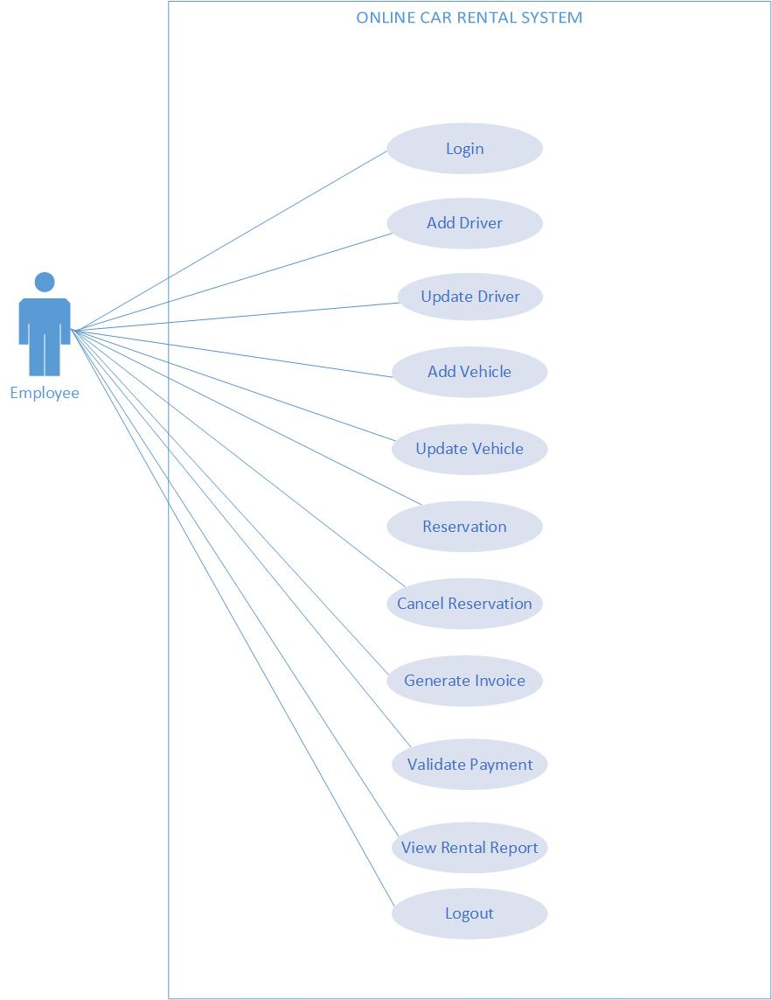 ONLINE CAR RENTAL SYSTEM
Login
Add Driver
Update Driver
Add Vehicle
Employee
Update Vehicle
Reservation
Cancel Reservation
Generate Invoice
Validate Payment
View Rental Report
Logout